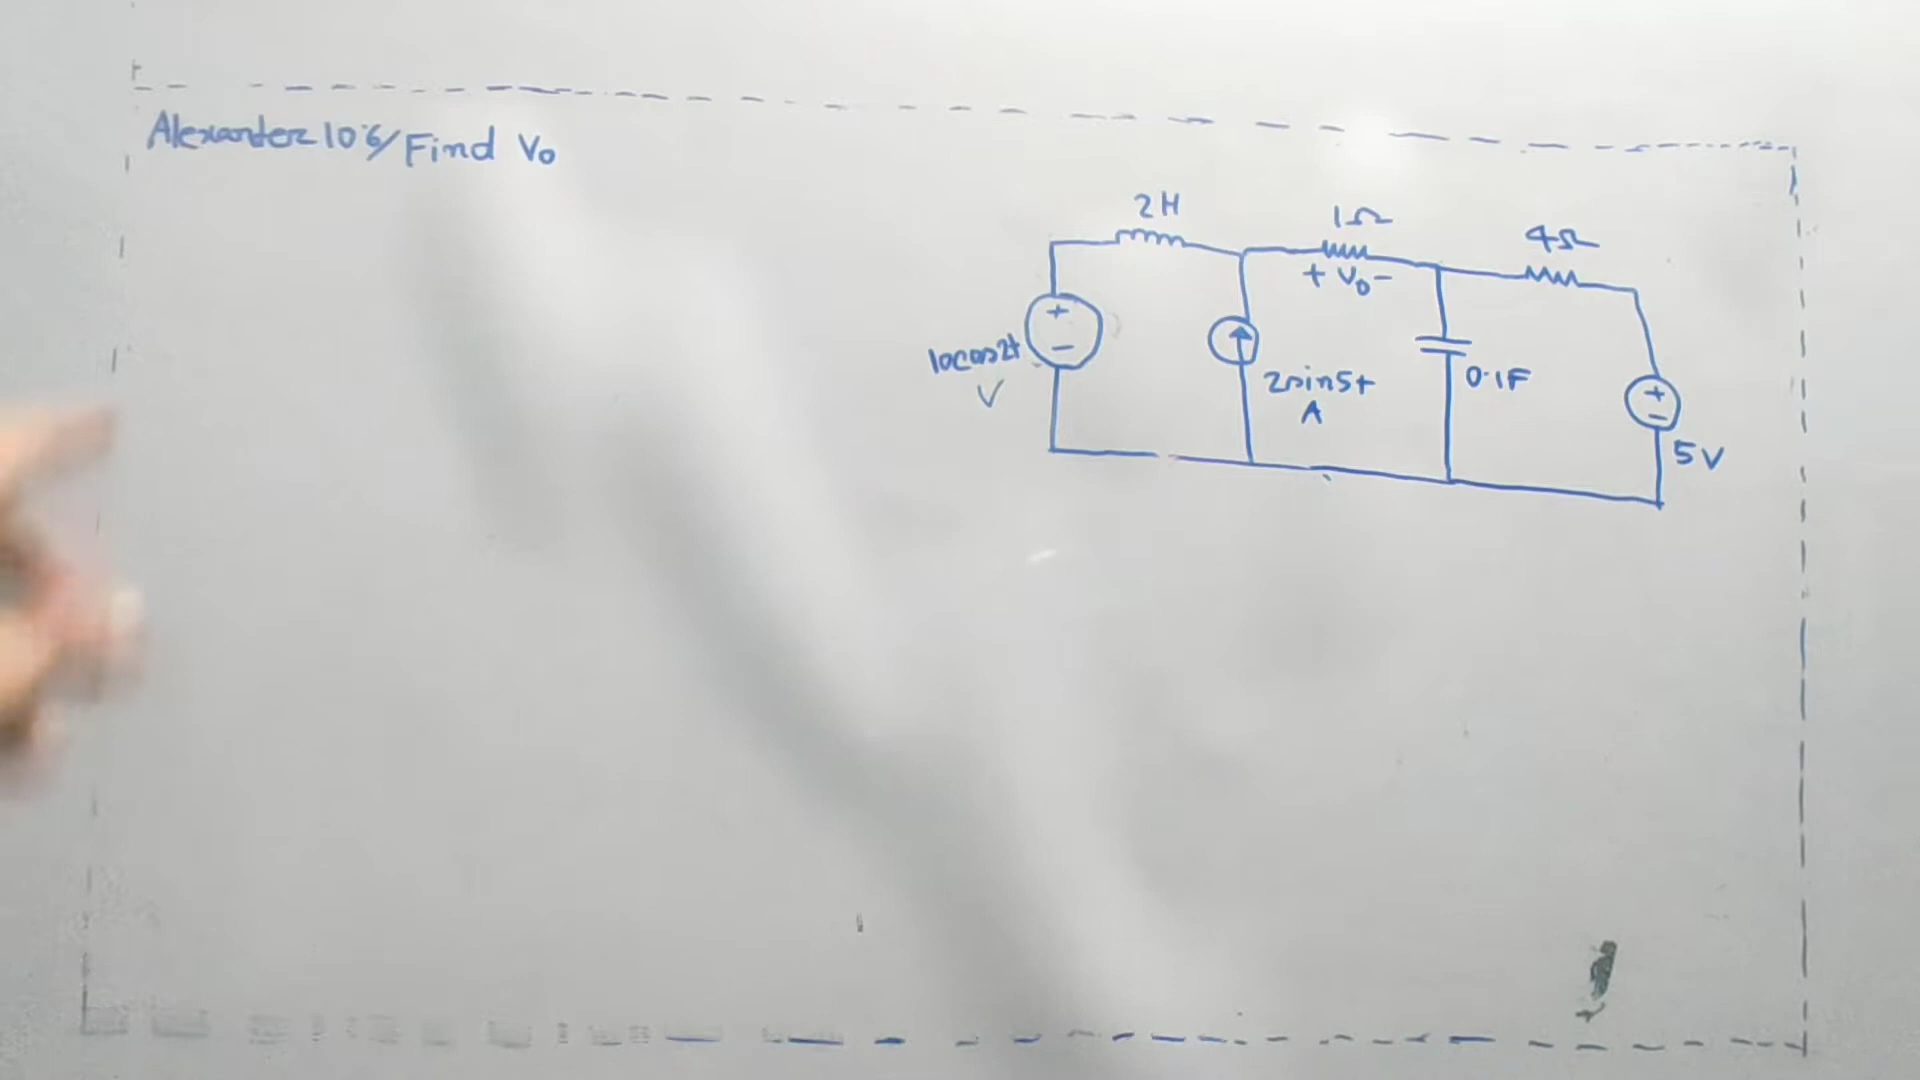 Alexander 10.6/Find Vo
2H
1Ω
4Ω
+ Vo -
+
-
10cos2t
V
2sin5t
A
0.1F
+
-
5V